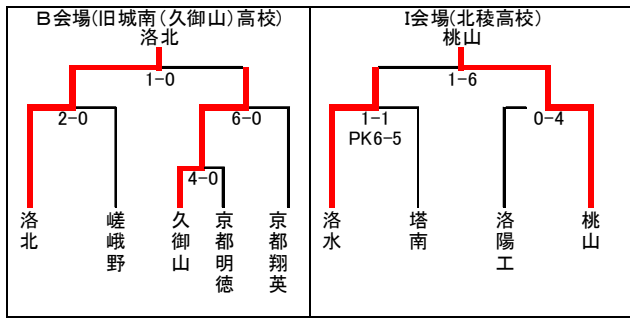 B会場(旧城南(久御山)高校)
洛北
1-0
2-0
6-0
4-0
洛北
嵯峨野
久御山
京都明徳
京都翔英
I会場(北稜高校)
桃山
1-6
1-1
PK6-5
0-4
洛水
塔南
洛陽工
桃山